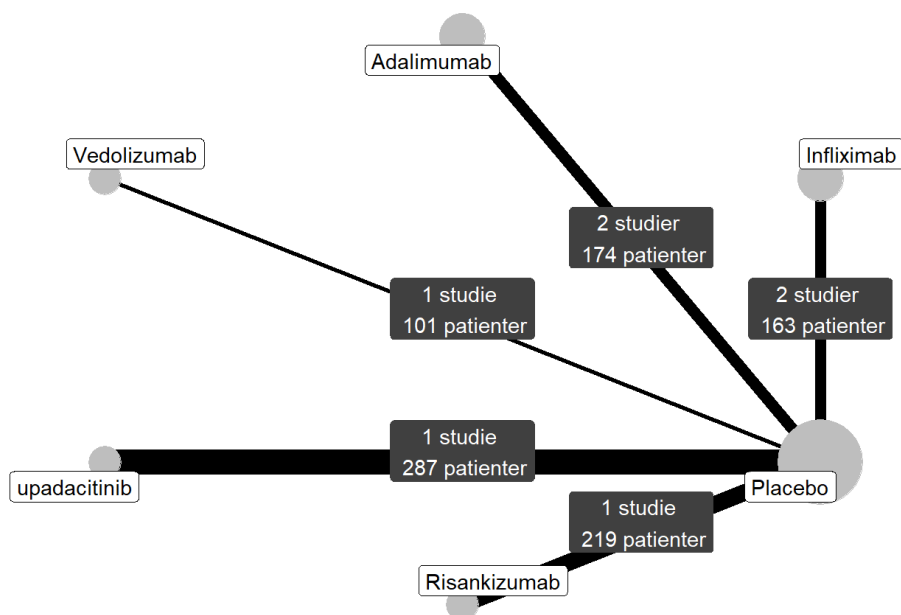 Adalimumab
Vedolizumab
Infliximab
2 studier
174 patienter
1 studie
101 patienter
2 studier
163 patienter
1 studie
287 patienter
upadacitinib
Placebo
1 studie
219 patienter
Risankizumab